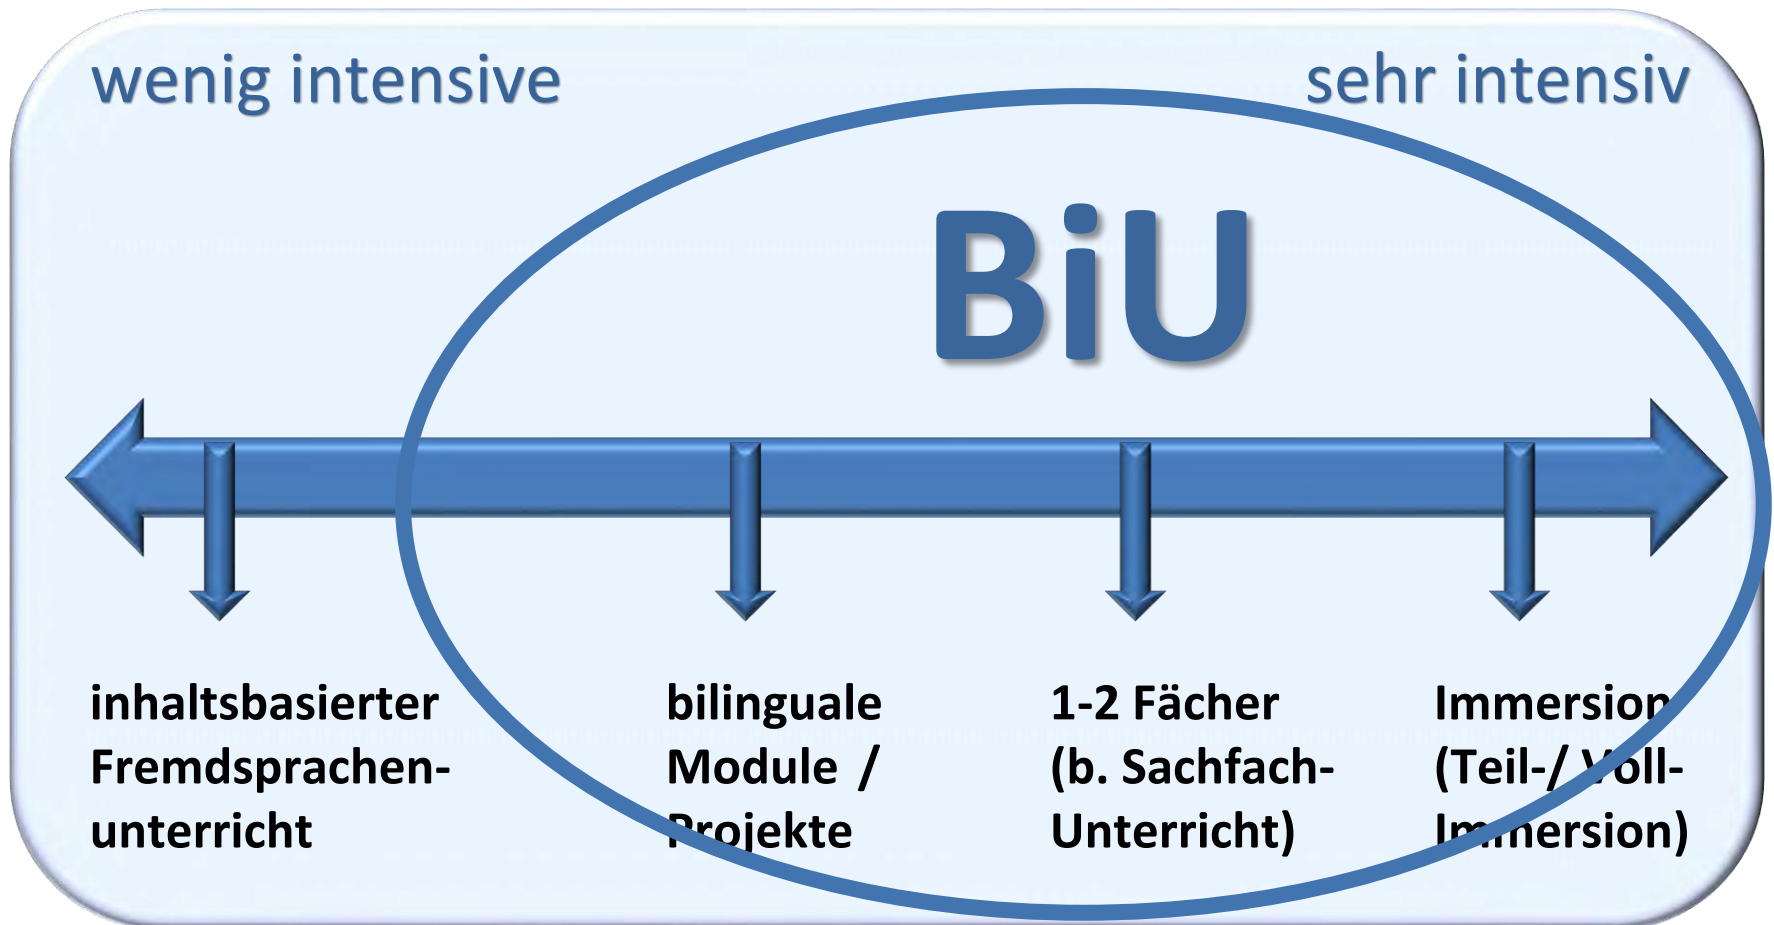 wenig intensive
sehr intensiv
BiU
inhaltsbasierter
Fremdsprachen-
unterricht
bilinguale
Module /
Projekte
1-2 Fächer
(b. Sachfach-
Unterricht)
Immersion
(Teil-/ Voll-
Immersion)